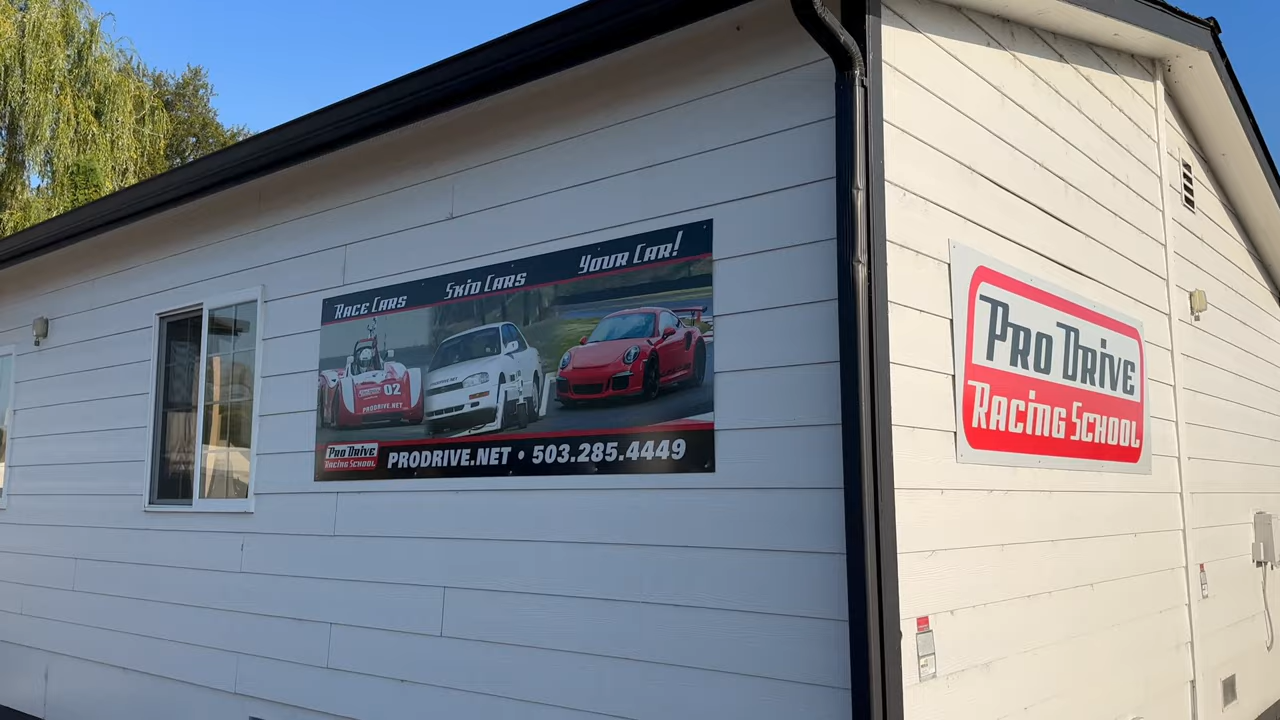 Race Cars
Skid Cars
Your Car!
02
PRODRIVE.NET
Pro Drive
Racing School
PRODRIVE.NET • 503.285.4449
Pro Drive
Racing School